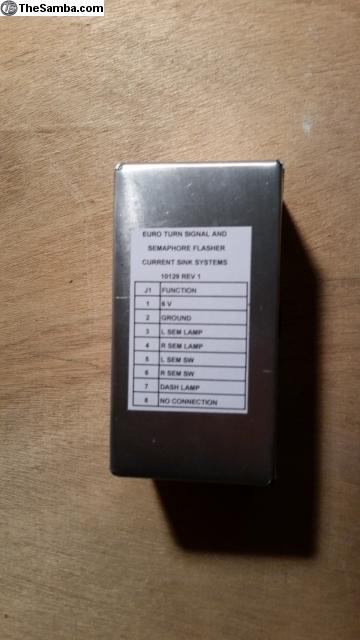 TheSamba.com
EURO TURN SIGNAL AND
SEMAPHORE FLASHER
CURRENT SINK SYSTEMS
10129 REV 1
J1 FUNCTION
1 6 V
2 GROUND
3 L SEM LAMP
4 R SEM LAMP
5 L SEM SW
6 R SEM SW
7 DASH LAMP
8 NO CONNECTION